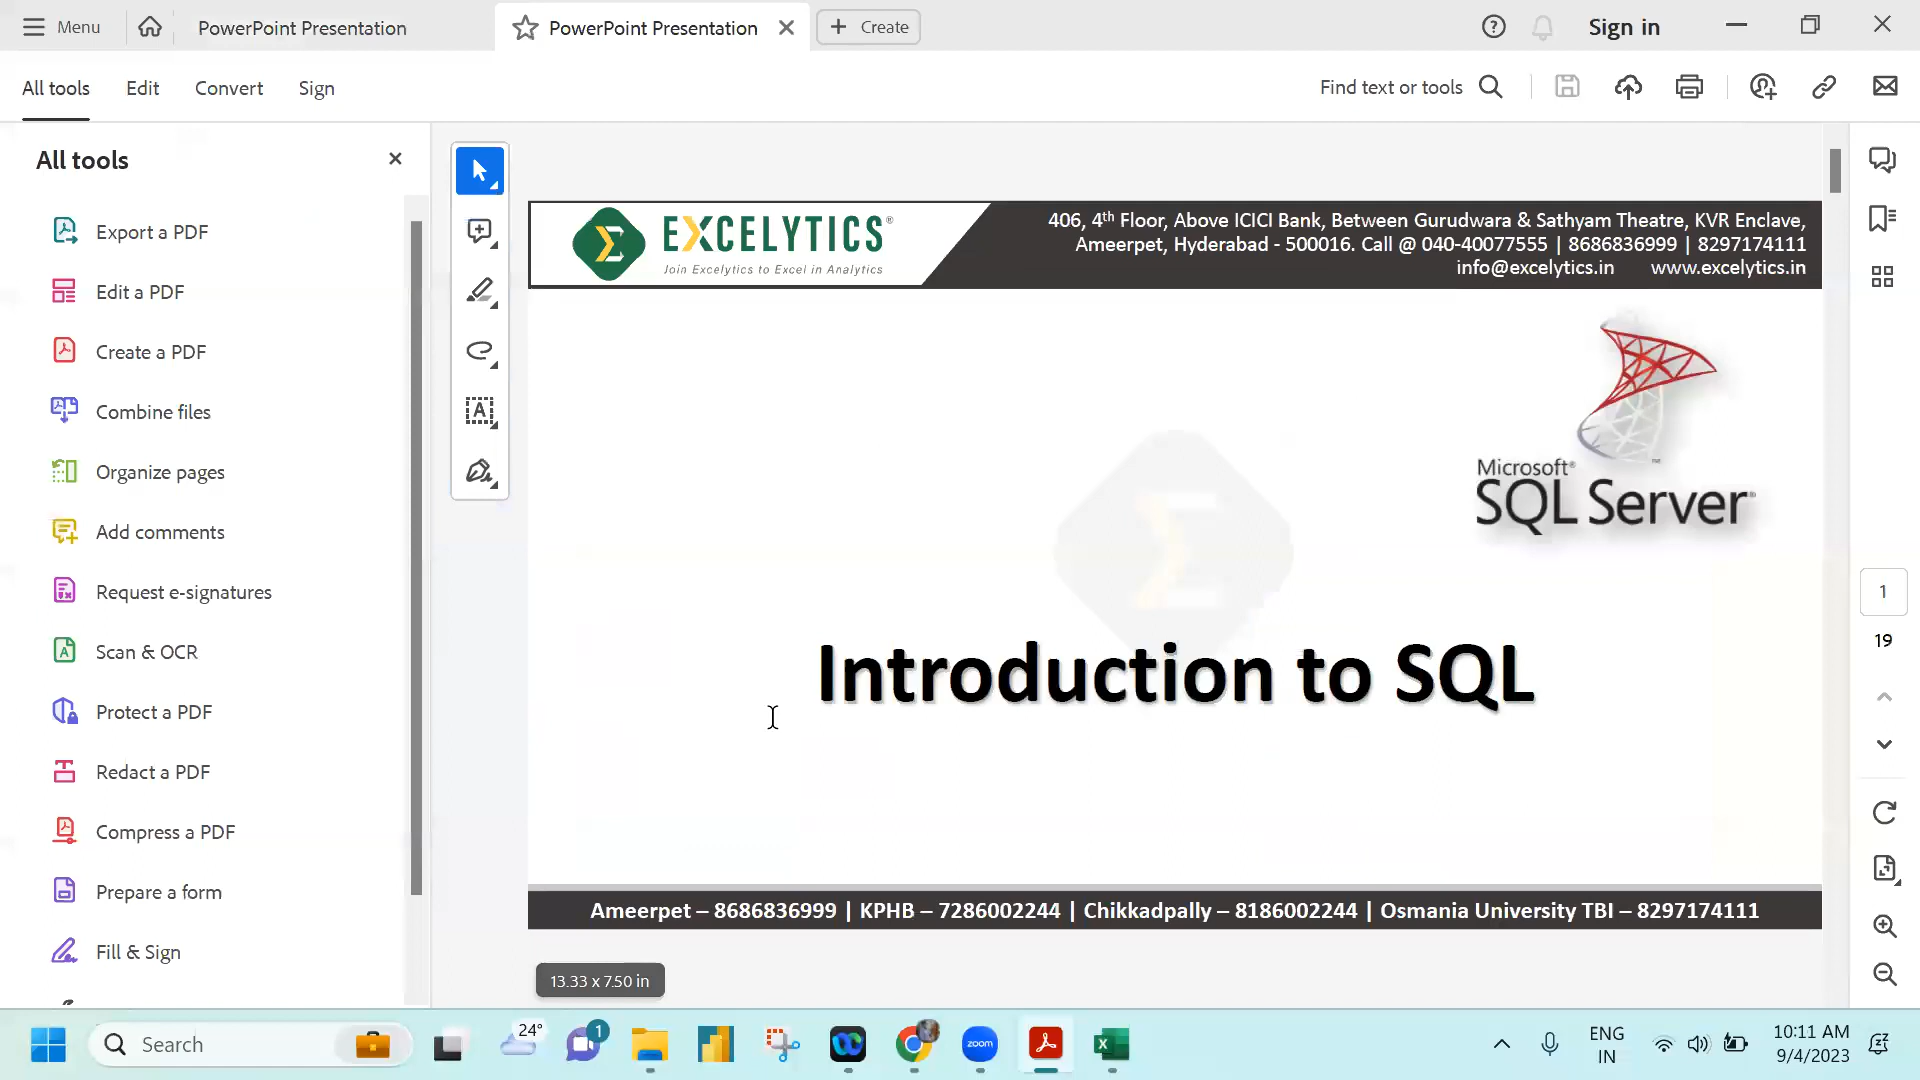 Menu
PowerPoint Presentation
PowerPoint Presentation
Create
Sign in
All tools
Edit
Convert
Sign
Find text or tools
All tools
Export a PDF
Edit a PDF
Create a PDF
Combine files
Organize pages
Add comments
Request e-signatures
Scan & OCR
Protect a PDF
Redact a PDF
Compress a PDF
Prepare a form
Fill & Sign
EXCELYTICS®
Join Excelytics to Excel in Analytics
406, 4th Floor, Above ICICI Bank, Between Gurudwara & Sathyam Theatre, KVR Enclave,
Ameerpet, Hyderabad - 500016. Call @ 040-40077555 | 8686836999 | 8297174111
info@excelytics.in www.excelytics.in
Microsoft®
SQL Server®
Introduction to SQL
Ameerpet – 8686836999 | KPHB – 7286002244 | Chikkadpally – 8186002244 | Osmania University TBI – 8297174111
13.33 x 7.50 in
1
19
Search
24°
1
zoom
ENG
IN
10:11 AM
9/4/2023